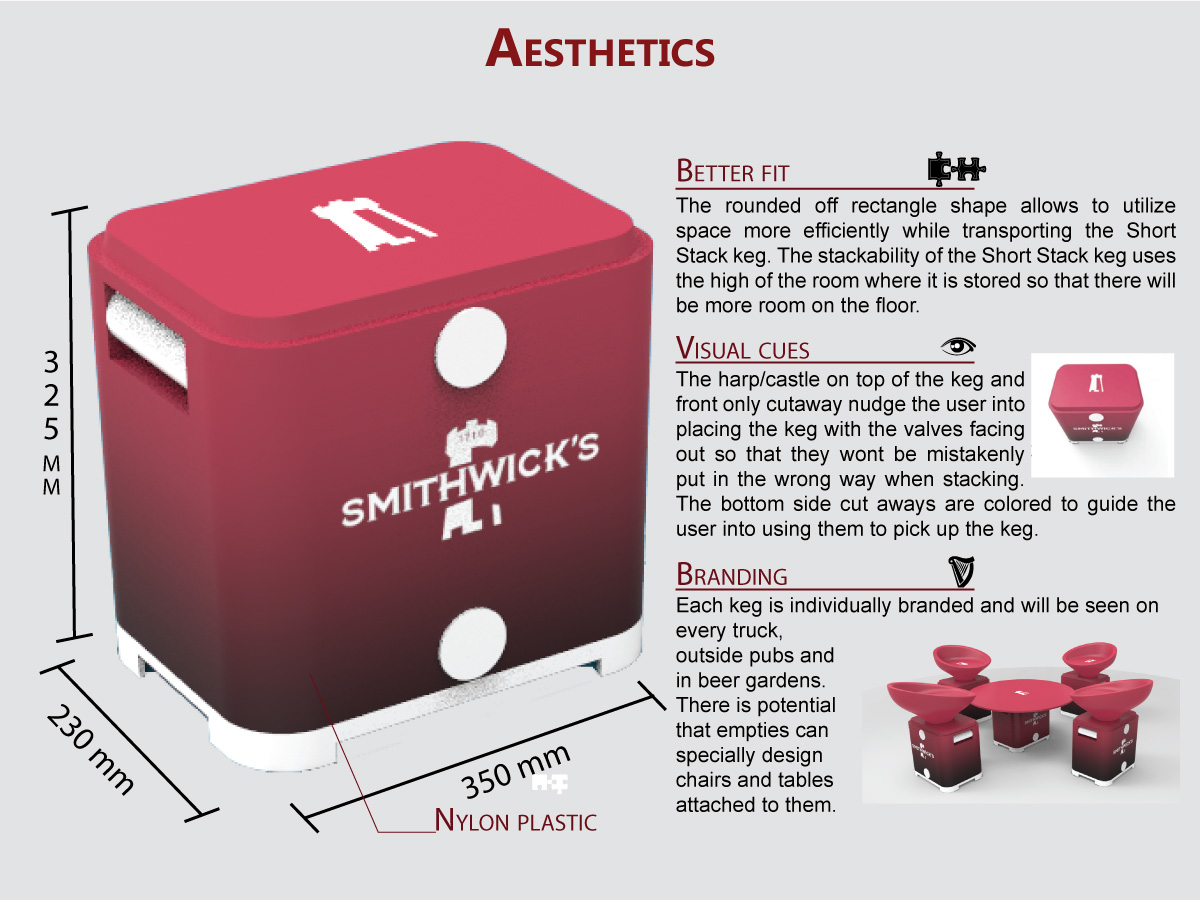 AESTHETICS
325 MM
1710
SMITHWICK'S
230 mm
350 mm
NYLON PLASTIC
BETTER FIT
The rounded off rectangle shape allows to utilize
space more efficiently while transporting the Short
Stack keg. The stackability of the Short Stack keg uses
the high of the room where it is stored so that there will
be more room on the floor.
VISUAL CUES
The harp/castle on top of the keg and
front only cutaway nudge the user into
placing the keg with the valves facing
out so that they wont be mistakenly
put in the wrong way when stacking.
The bottom side cut aways are colored to guide the
user into using them to pick up the keg.
SMITHWICK'S
BRANDING
Each keg is individually branded and will be seen on
every truck,
outside pubs and
in beer gardens.
There is potential
that empties can
specially design
chairs and tables
attached to them.
SMITHWICK'S
SMITHWICK'S
SMITHWICK'S